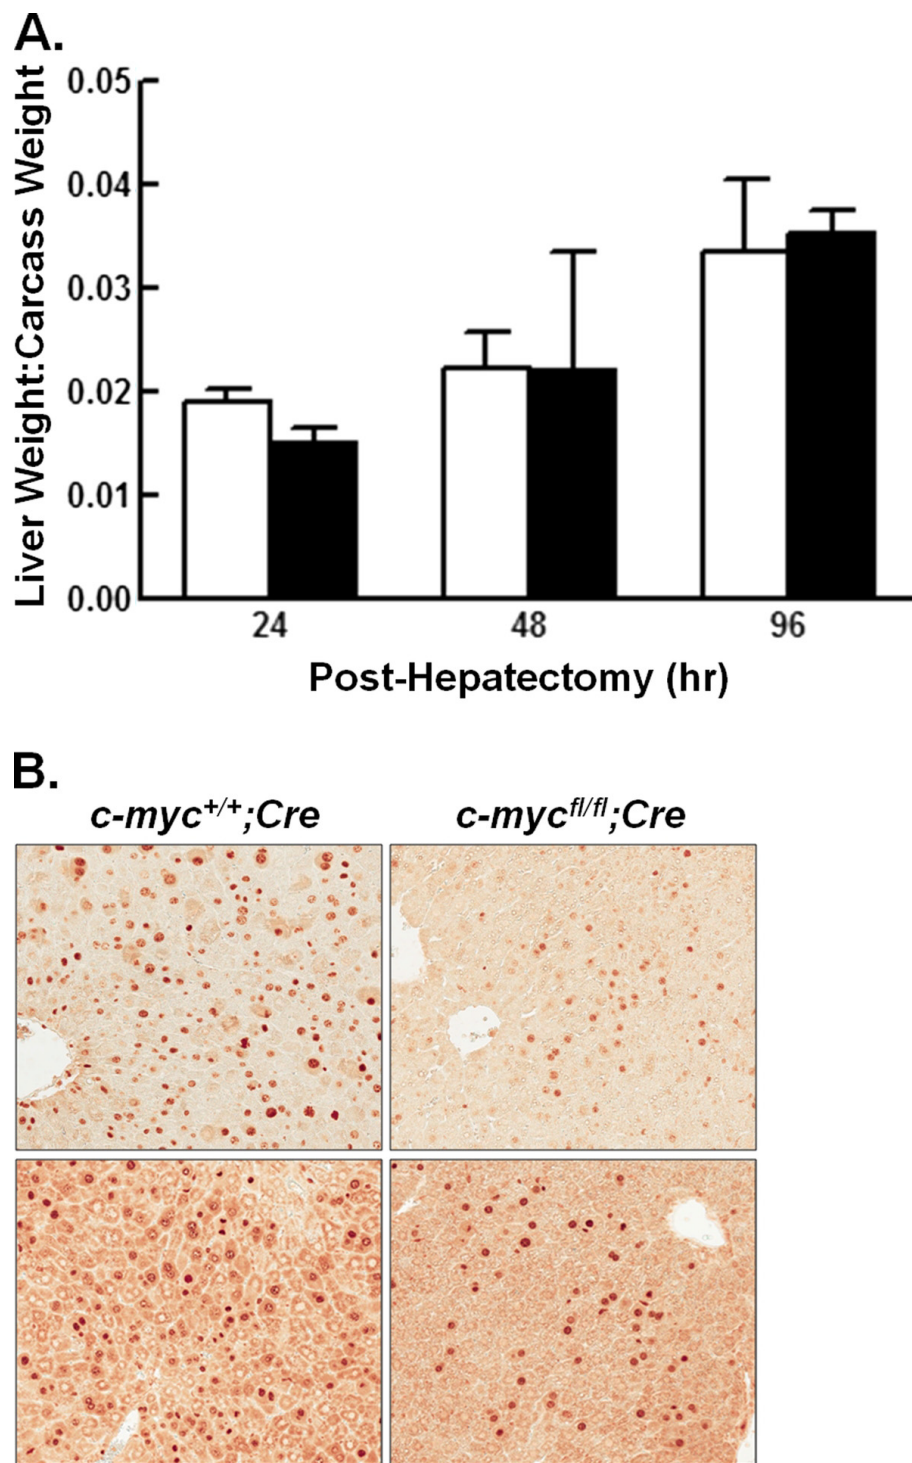 A.
Liver Weight:Carcass Weight
0.05
0.04
0.03
0.02
0.01
0.00
24 48 96
Post-Hepatectomy (hr)
B.
c-myc+/+;Cre c-mycfl/fl;Cre